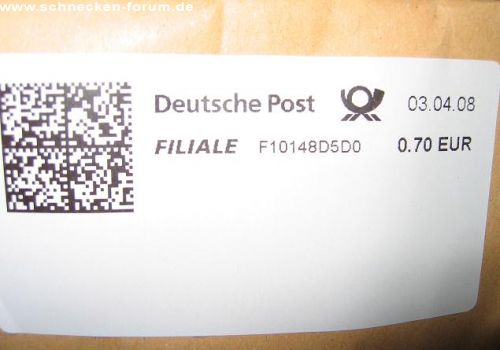 www.schnecken-forum.de
Deutsche Post 03.04.08
FILIALE F10148D5D0 0.70 EUR